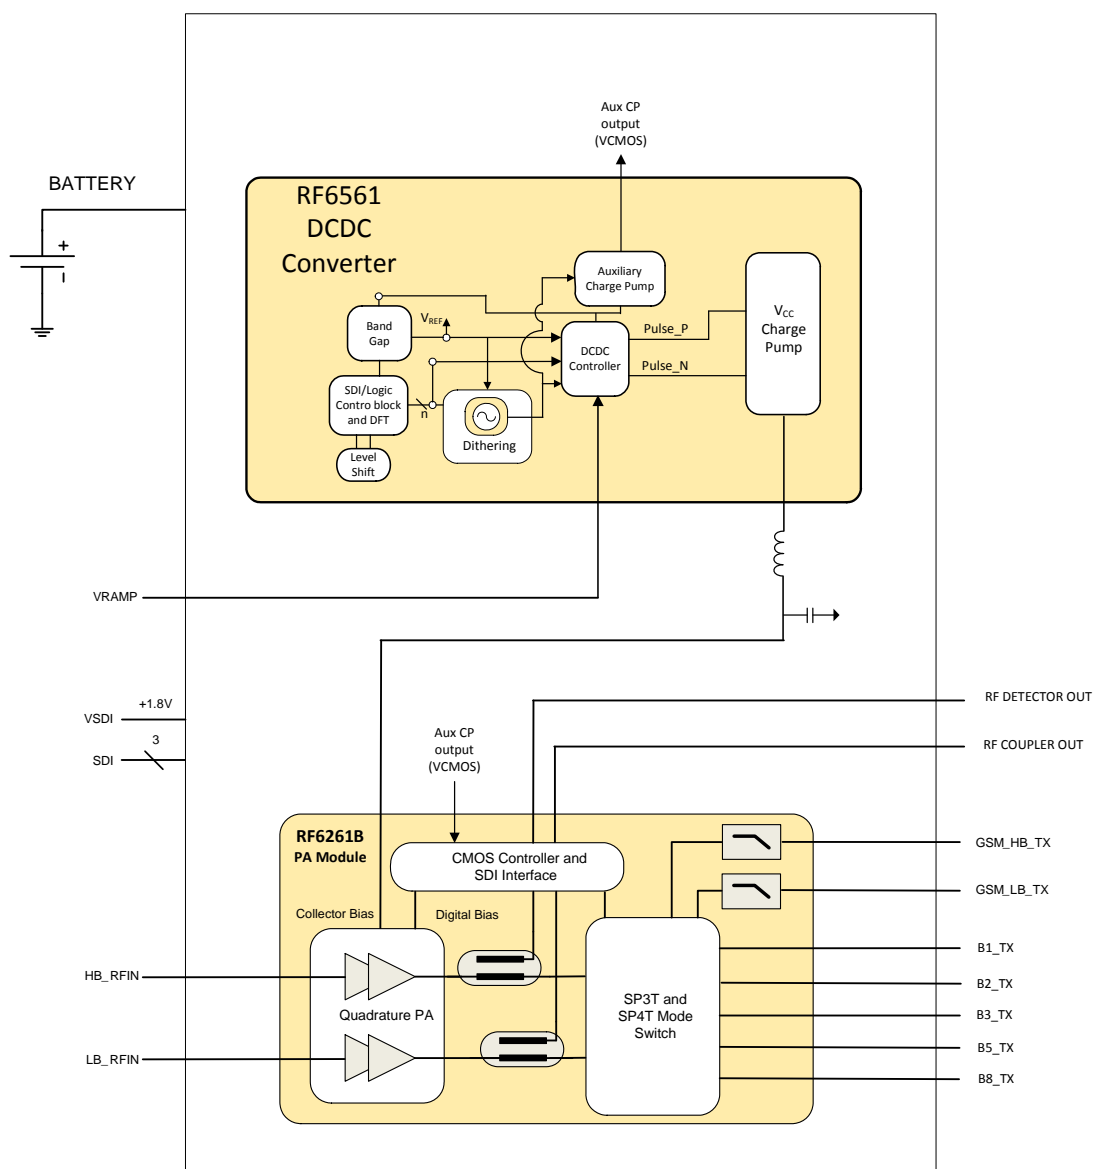 Aux CP
output
(VCMOS)
BATTERY
+
RF6561
DCDC
Converter
Auxiliary
Charge Pump
VREF
Band
Gap
DCDC
Controller
Pulse_P
Pulse_N
VCC
Charge
Pump
SDI/Logic
Contro block
and DFT
n
Dithering
Level
Shift
VRAMP
+1.8V
VSDI
3
SDI
RF DETECTOR OUT
RF COUPLER OUT
Aux CP
output
(VCMOS)
RF6261B
PA Module
CMOS Controller and
SDI Interface
GSM_HB_TX
GSM_LB_TX
Collector Bias
Digital Bias
HB_RFIN
Quadrature PA
LB_RFIN
SP3T and
SP4T Mode
Switch
B1_TX
B2_TX
B3_TX
B5_TX
B8_TX